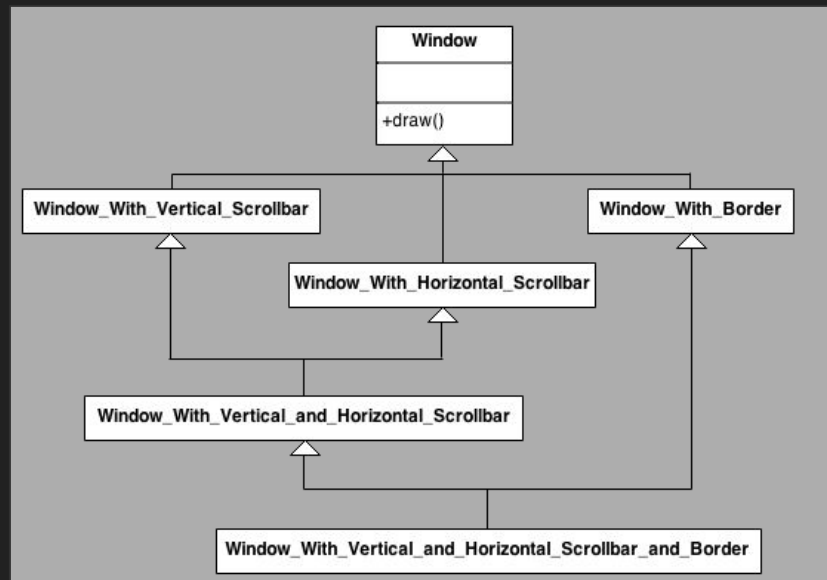 Window
+draw()
Window_With_Vertical_Scrollbar
Window_With_Border
Window_With_Horizontal_Scrollbar
Window_With_Vertical_and_Horizontal_Scrollbar
Window_With_Vertical_and_Horizontal_Scrollbar_and_Border